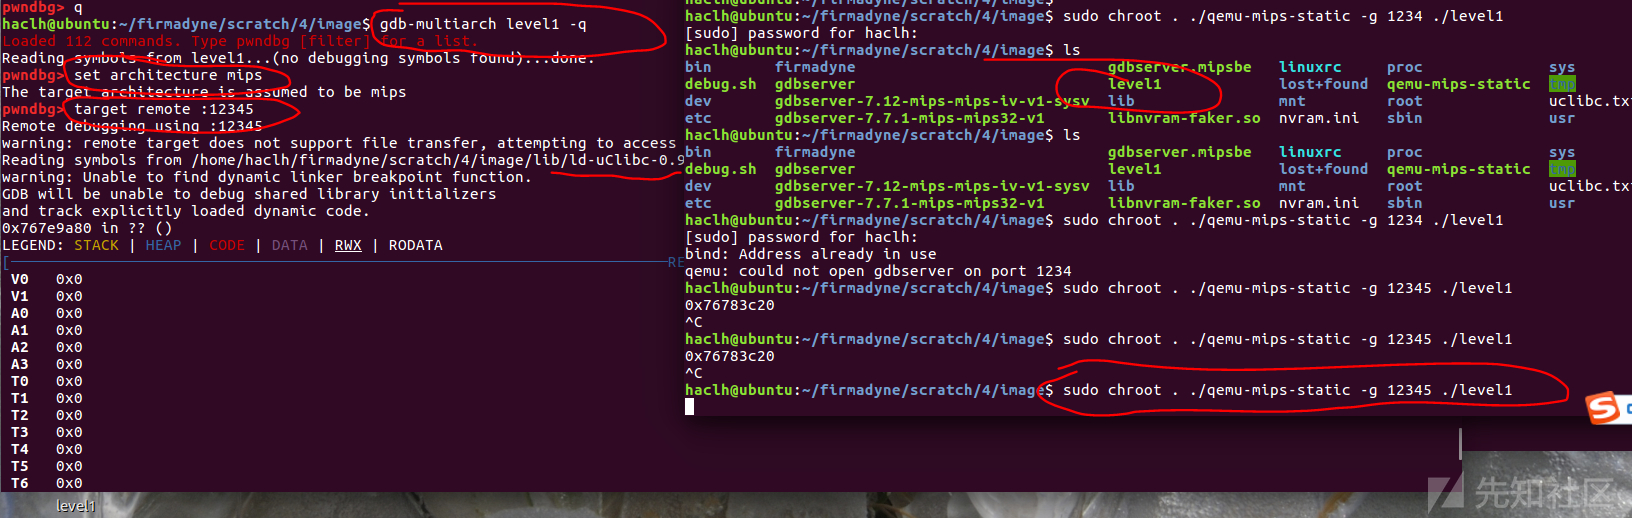 pwndbg> q
haclh@ubuntu:~/firmadyne/scratch/4/image$ gdb-multiarch level1 -q
Loaded 112 commands. Type pwndbg [filter] for a list.
Reading symbols from level1...(no debugging symbols found)...done.
pwndbg> set architecture mips
The target architecture is assumed to be mips
pwndbg> target remote :12345
Remote debugging using :12345
warning: remote target does not support file transfer, attempting to access
Reading symbols from /home/haclh/firmadyne/scratch/4/image/lib/ld-uClibc-0.9
warning: Unable to find dynamic linker breakpoint function.
GDB will be unable to debug shared library initializers
and track explicitly loaded dynamic code.
0x767e9a80 in ?? ()
LEGEND: STACK | HEAP | CODE | DATA | RWX | RODATA
[ RE
V0 0x0
V1 0x0
A0 0x0
A1 0x0
A2 0x0
A3 0x0
T0 0x0
T1 0x0
T2 0x0
T3 0x0
T4 0x0
T5 0x0
T6 0x0
level1
haclh@ubuntu:~/firmadyne/scratch/4/image$ sudo chroot . ./qemu-mips-static -g 1234 ./level1
[sudo] password for haclh:
haclh@ubuntu:~/firmadyne/scratch/4/image$ ls
bin firmadyne gdbserver.mipsbe linuxrc proc sys
debug.sh gdbserver level1 lost+found qemu-mips-static tmp
dev gdbserver-7.12-mips-mips-iv-v1-sysv lib mnt root uclibc.tx
etc gdbserver-7.7.1-mips-mips32-v1 libnvram-faker.so nvram.ini sbin usr
haclh@ubuntu:~/firmadyne/scratch/4/image$ ls
bin firmadyne gdbserver.mipsbe linuxrc proc sys
debug.sh gdbserver level1 lost+found qemu-mips-static tmp
dev gdbserver-7.12-mips-mips-iv-v1-sysv lib mnt root uclibc.tx
etc gdbserver-7.7.1-mips-mips32-v1 libnvram-faker.so nvram.ini sbin usr
haclh@ubuntu:~/firmadyne/scratch/4/image$ sudo chroot . ./qemu-mips-static -g 1234 ./level1
[sudo] password for haclh:
bind: Address already in use
qemu: could not open gdbserver on port 1234
haclh@ubuntu:~/firmadyne/scratch/4/image$ sudo chroot . ./qemu-mips-static -g 12345 ./level1
0x76783c20
^C
haclh@ubuntu:~/firmadyne/scratch/4/image$ sudo chroot . ./qemu-mips-static -g 12345 ./level1
0x76783c20
^C
haclh@ubuntu:~/firmadyne/scratch/4/image$ sudo chroot . ./qemu-mips-static -g 12345 ./level1
先知社区